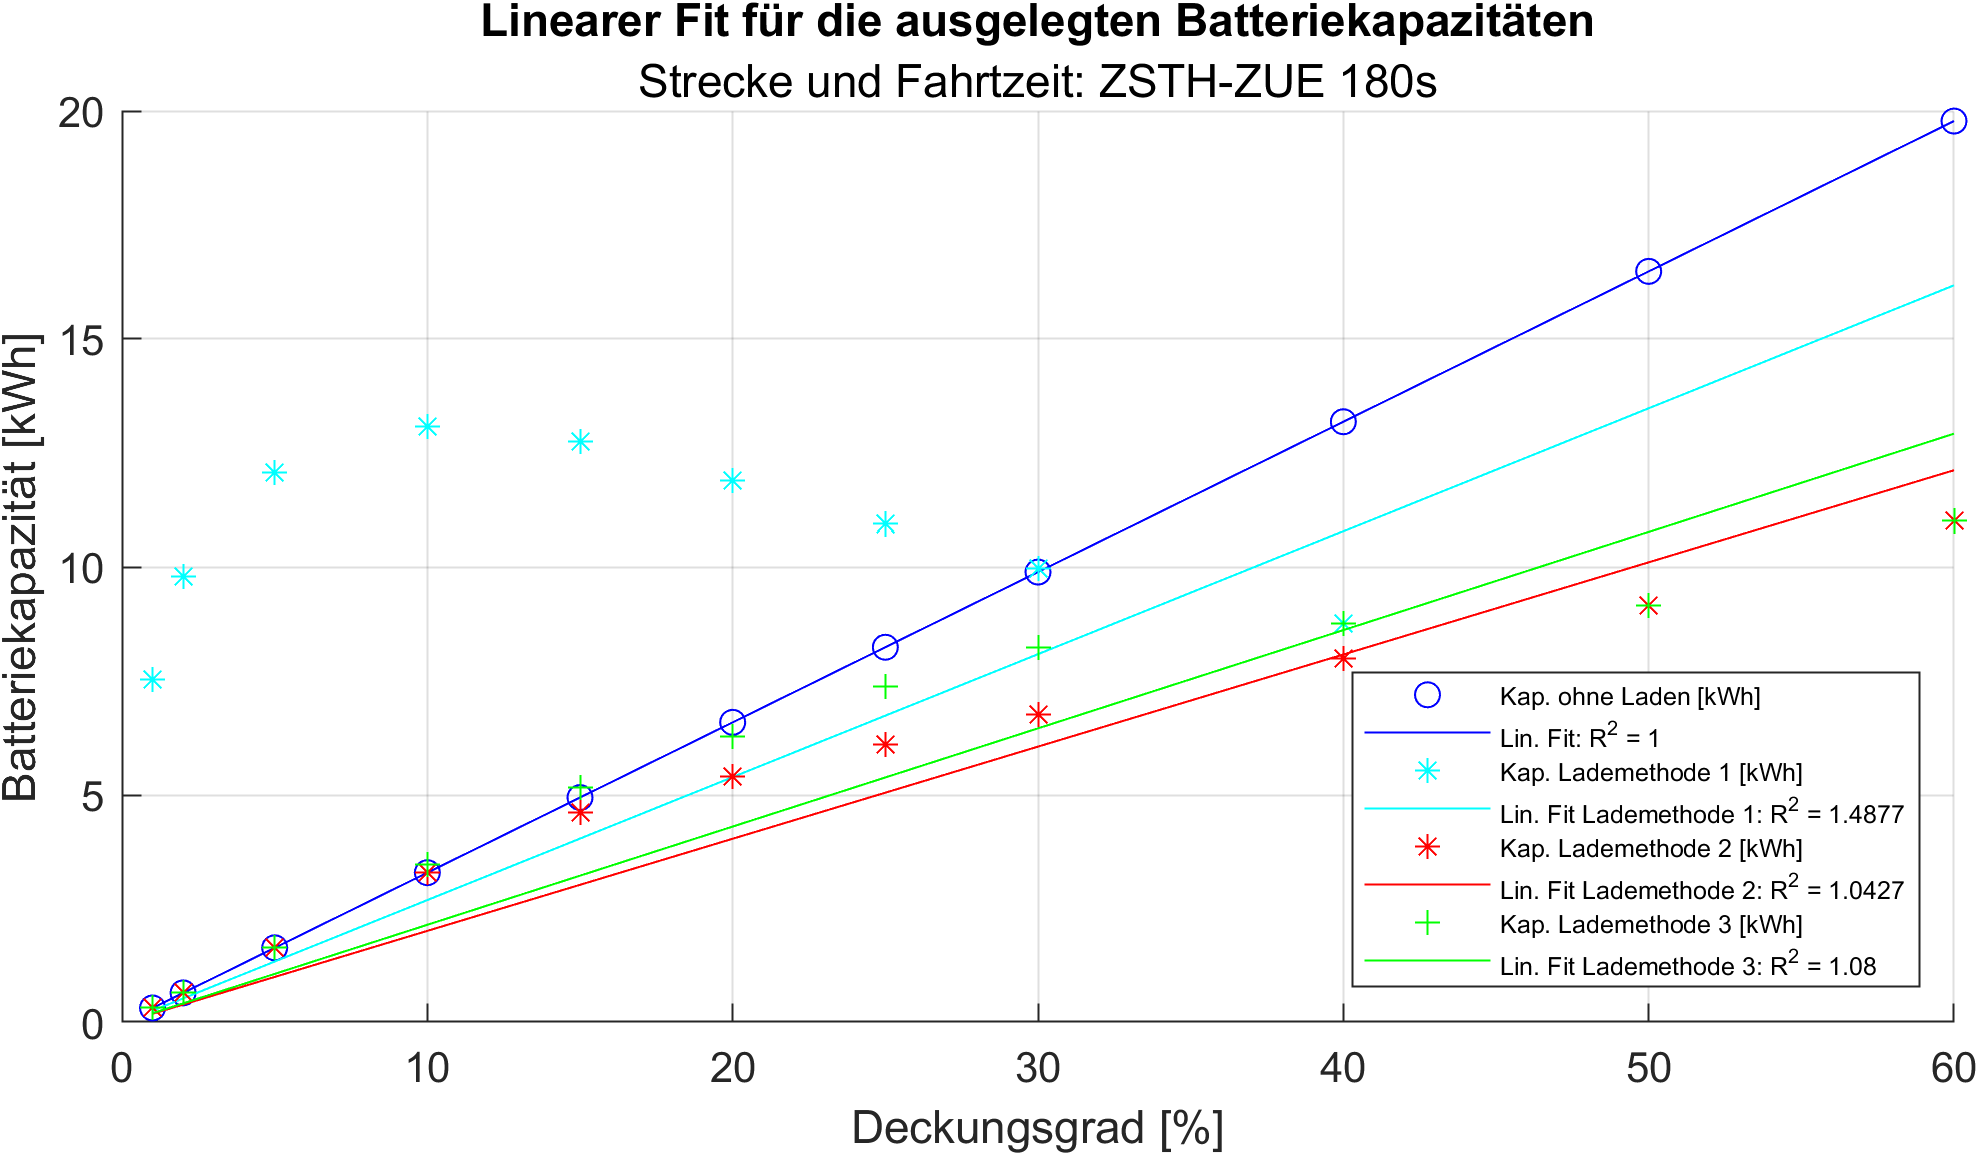 Linearer Fit für die ausgelegten Batteriekapazitäten
Strecke und Fahrtzeit: ZSTH-ZUE 180s
Batteriekapazität [kWh]
20
15
10
5
0
0 10 20 30 40 50 60
Deckungsgrad [%]
Kap. ohne Laden [kWh]
Lin. Fit: R² = 1
Kap. Lademethode 1 [kWh]
Lin. Fit Lademethode 1: R² = 1.4877
Kap. Lademethode 2 [kWh]
Lin. Fit Lademethode 2: R² = 1.0427
Kap. Lademethode 3 [kWh]
Lin. Fit Lademethode 3: R² = 1.08